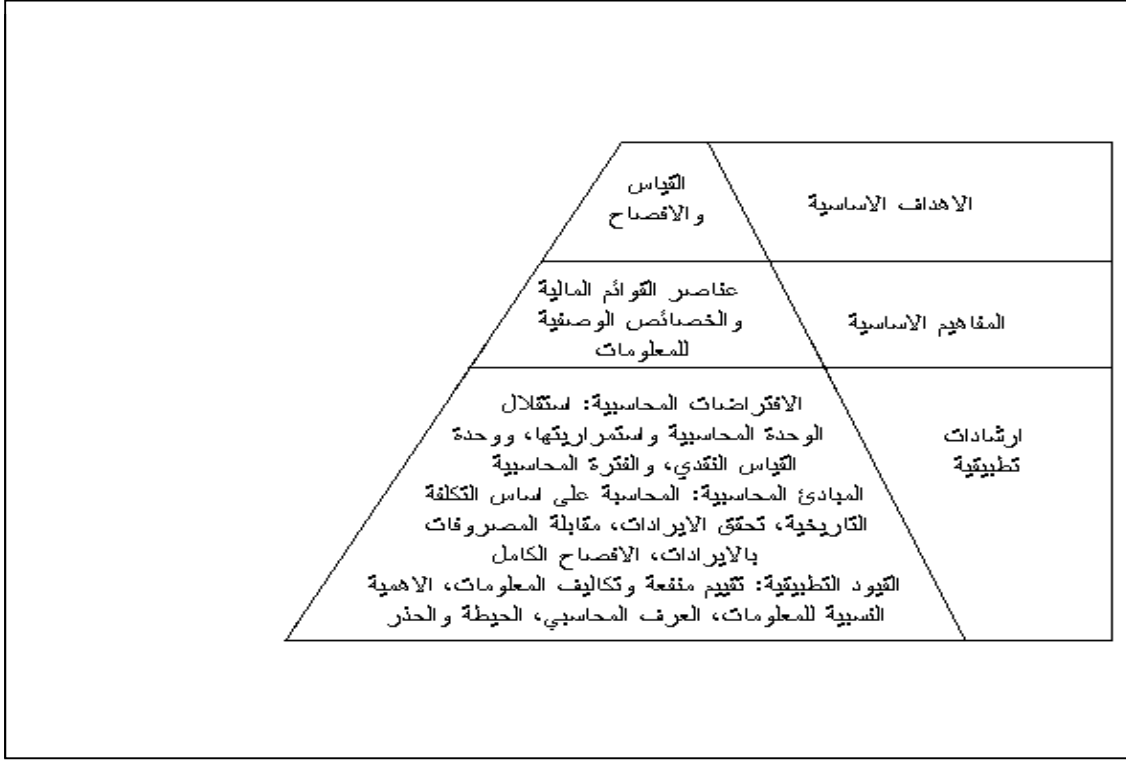 الاهداف الاساسية
القياس
والافصاح
المفاهيم الاساسية
عناصر القوائم المالية
والخصائص الوصفية
للمعلومات
ارشادات
تطبيقية
الافتراضات المحاسبية: استقلال
الوحدة المحاسبية واستمراريتها، ووحدة
القياس النقدي، والفترة المحاسبية
المبادئ المحاسبية: المحاسبة على اساس التكلفة
التاريخية، تحقق الايرادات، مقابلة المصروفات
بالايرادات، الافصاح الكامل
القيود التطبيقية: تقييم منفعة وتكاليف المعلومات، الاهمية
النسبية للمعلومات، العرف المحاسبي، الحيطة والحذر